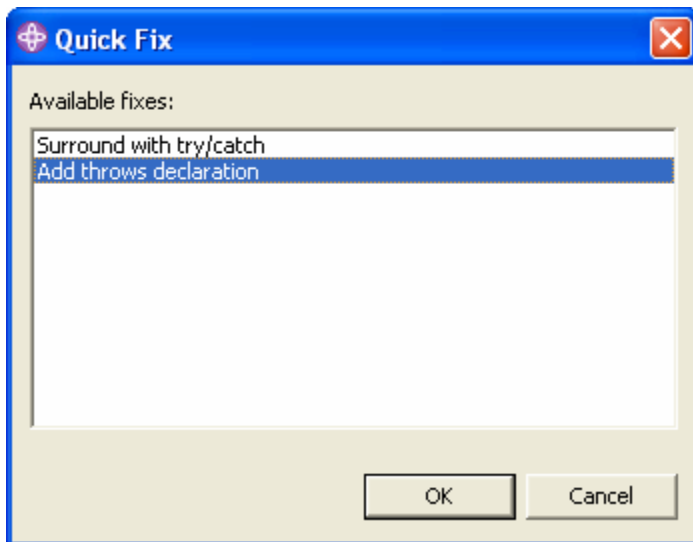 Quick Fix
Available fixes:
Surround with try/catch
Add throws declaration
OK
Cancel